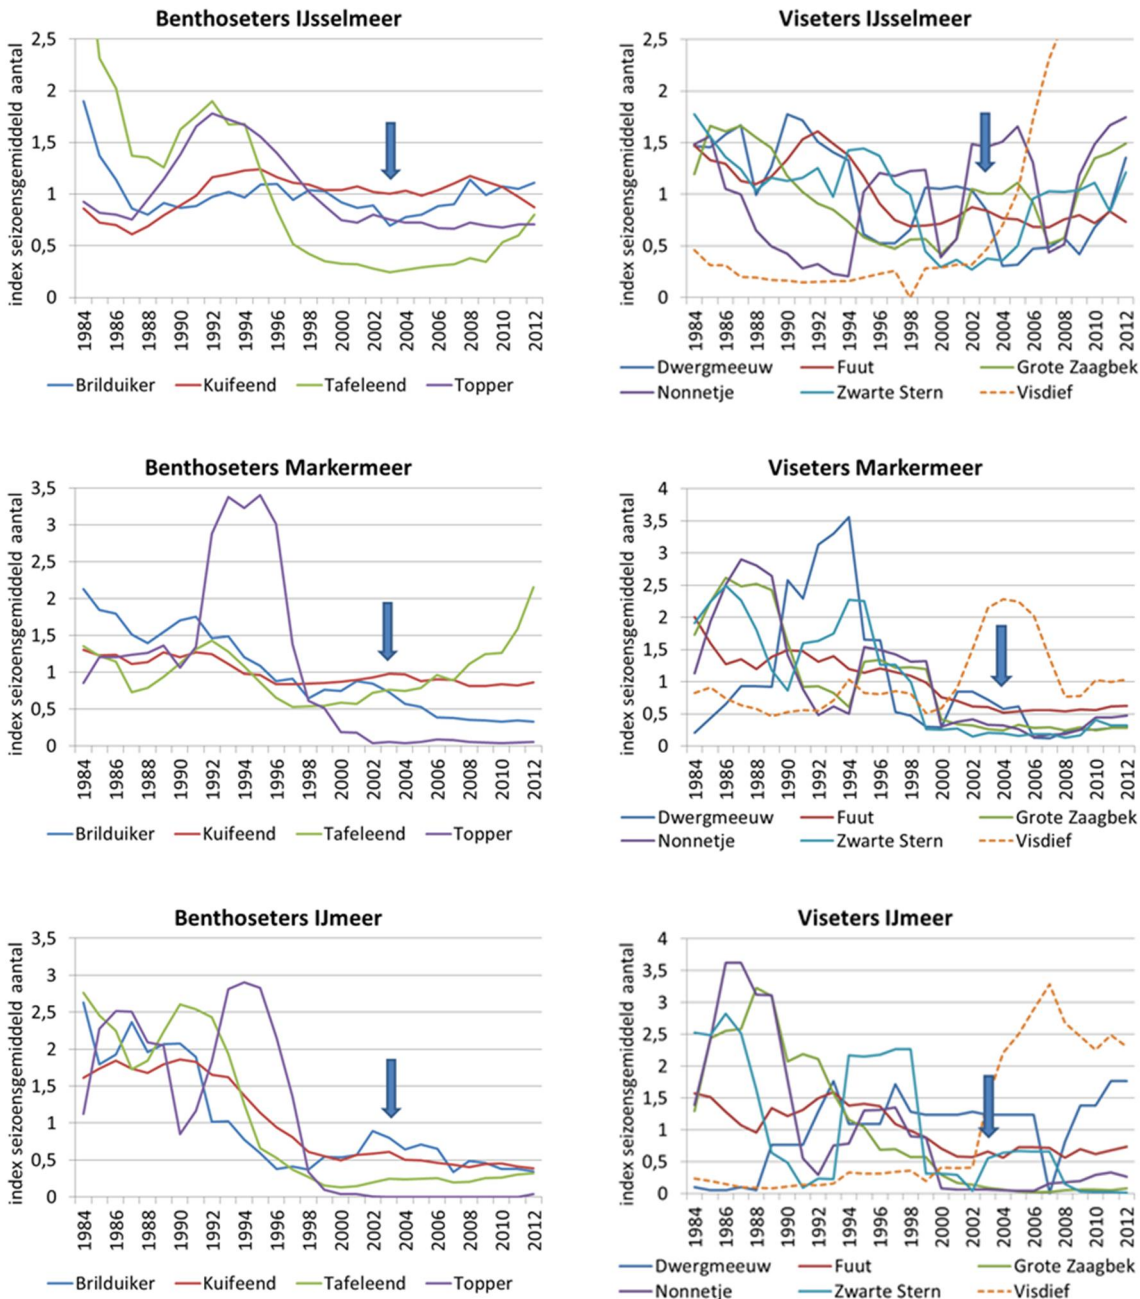 Benthoseters IJsselmeer
index seizoensgemiddeld aantal
2,5
2
1,5
1
0,5
0
1984 1986 1988 1990 1992 1994 1996 1998 2000 2002 2004 2006 2008 2010 2012
Brilduiker Kuifeend Tafeleend Topper
Viseters IJsselmeer
index seizoensgemiddeld aantal
2,5
2
1,5
1
0,5
0
1984 1986 1988 1990 1992 1994 1996 1998 2000 2002 2004 2006 2008 2010 2012
Dwergmeeuw Fuut Grote Zaagbek
Nonnetje Zwarte Stern Visdief
Benthoseters Markermeer
index seizoensgemiddeld aantal
3,5
3
2,5
2
1,5
1
0,5
0
1984 1986 1988 1990 1992 1994 1996 1998 2000 2002 2004 2006 2008 2010 2012
Brilduiker Kuifeend Tafeleend Topper
Viseters Markermeer
index seizoensgemiddeld aantal
4
3,5
3
2,5
2
1,5
1
0,5
0
1984 1986 1988 1990 1992 1994 1996 1998 2000 2002 2004 2006 2008 2010 2012
Dwergmeeuw Fuut Grote Zaagbek
Nonnetje Zwarte Stern Visdief
Benthoseters IJmeer
index seizoensgemiddeld aantal
3,5
3
2,5
2
1,5
1
0,5
0
1984 1986 1988 1990 1992 1994 1996 1998 2000 2002 2004 2006 2008 2010 2012
Brilduiker Kuifeend Tafeleend Topper
Viseters IJmeer
index seizoensgemiddeld aantal
4
3,5
3
2,5
2
1,5
1
0,5
0
1984 1986 1988 1990 1992 1994 1996 1998 2000 2002 2004 2006 2008 2010 2012
Dwergmeeuw Fuut Grote Zaagbek
Nonnetje Zwarte Stern Visdief